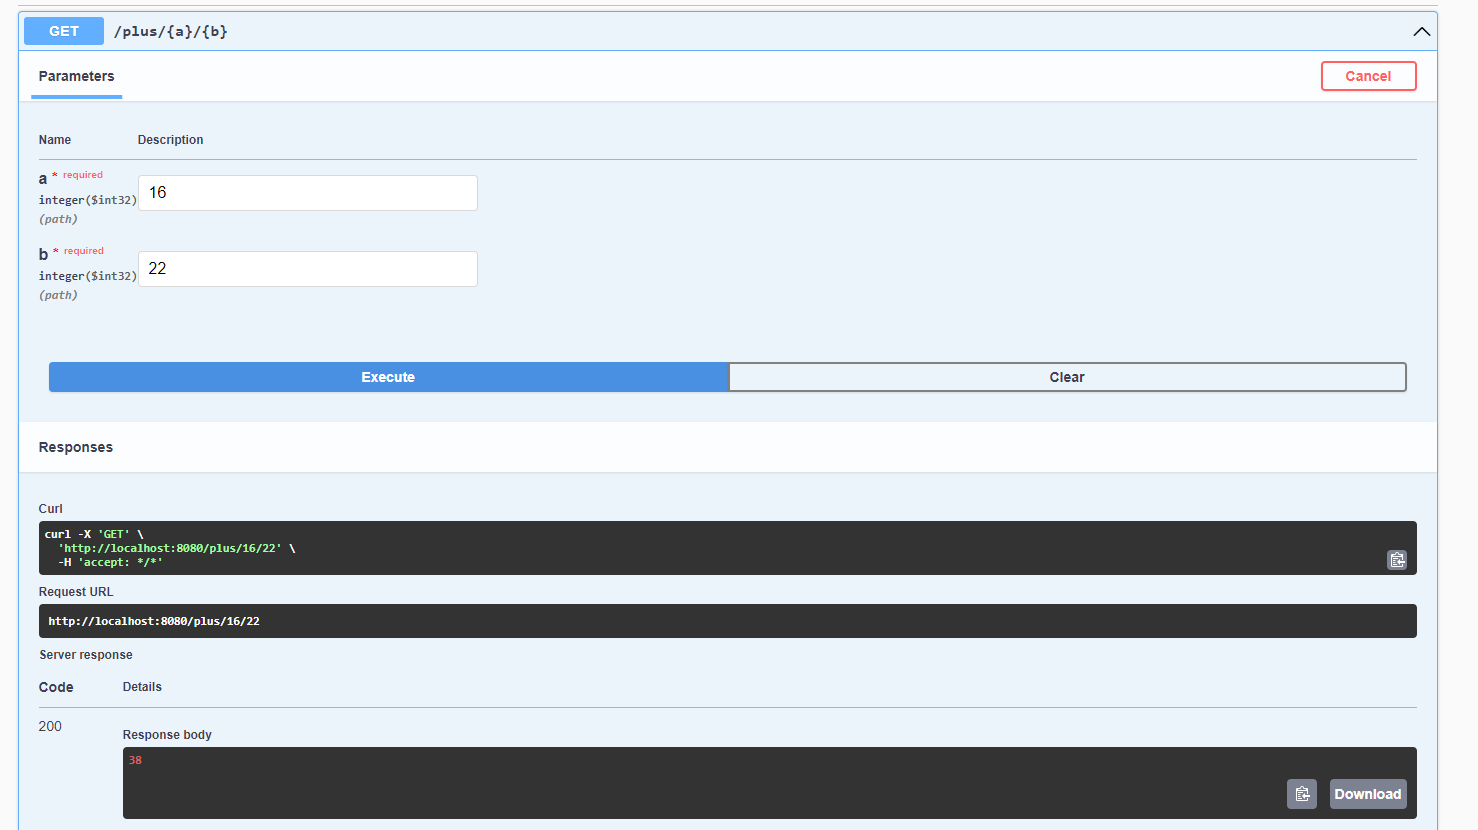 GET /plus/{a}/{b}
Parameters
Cancel
Name Description
a * required
integer($int32)
(path)
16
b * required
integer($int32)
(path)
22
Execute
Clear
Responses
Curl
curl -X 'GET' \
  'http://localhost:8080/plus/16/22' \
  -H 'accept: */*'
Request URL
http://localhost:8080/plus/16/22
Server response
Code Details
200
Response body
38
Download